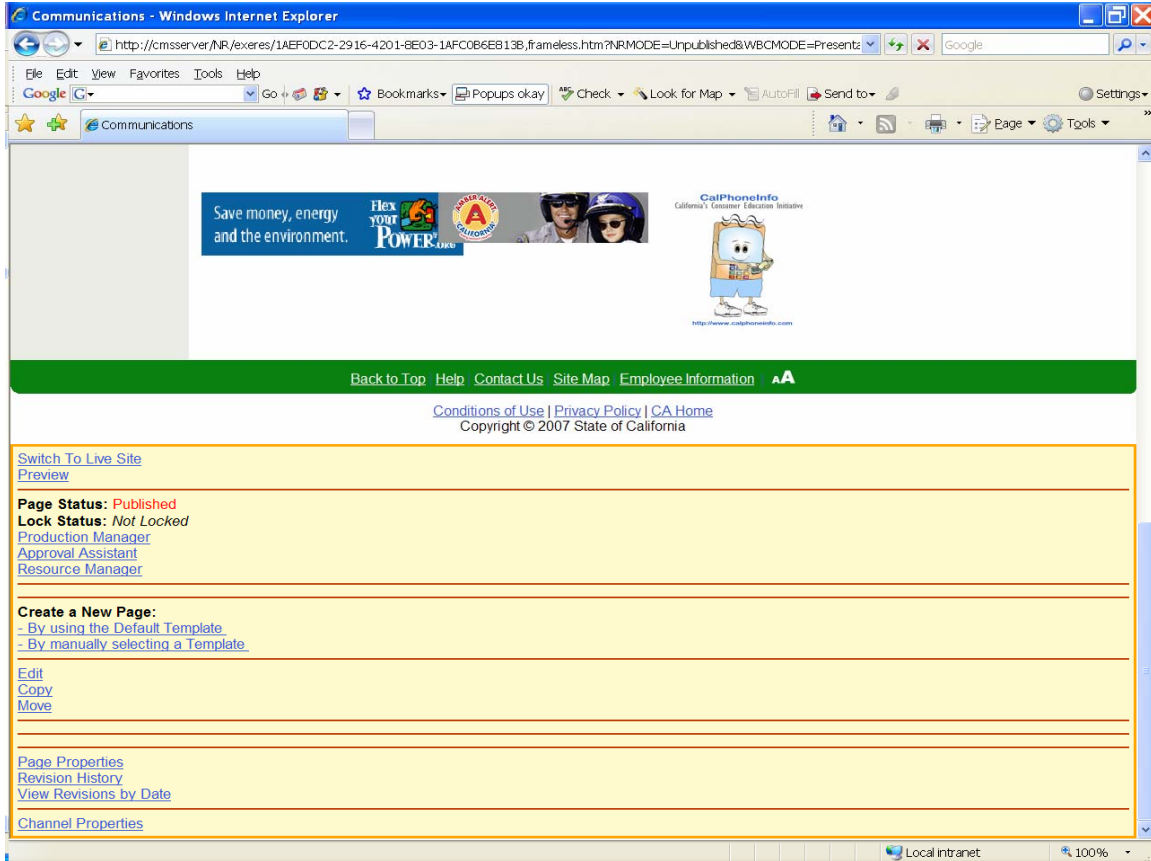 Communications - Windows Internet Explorer
http://cmsserver/NR/exeres/1AEF0DC2-2916-4201-8E03-1AFC0B6E813B,frameless.htm?NRMODE=Unpublished&WBCMODE=Presenta
Google
File Edit View Favorites Tools Help
Google G Go Bookmarks Popups okay ABC Check Look for Map AutoFill Send to Settings
Communications Page Tools »
Save money, energy
and the environment.
Flex
YOUR
POWER.ORG
AMBER ALERT
CALIFORNIA
CalPhoneInfo
California's Consumer Education Initiative
http://www.calphoneinfo.com
Back to Top Help Contact Us Site Map Employee Information AA
Conditions of Use | Privacy Policy | CA Home
Copyright © 2007 State of California
Switch To Live Site
Preview
Page Status: Published
Lock Status: Not Locked
Production Manager
Approval Assistant
Resource Manager
Create a New Page:
- By using the Default Template
- By manually selecting a Template
Edit
Copy
Move
Page Properties
Revision History
View Revisions by Date
Channel Properties
Local intranet 100%